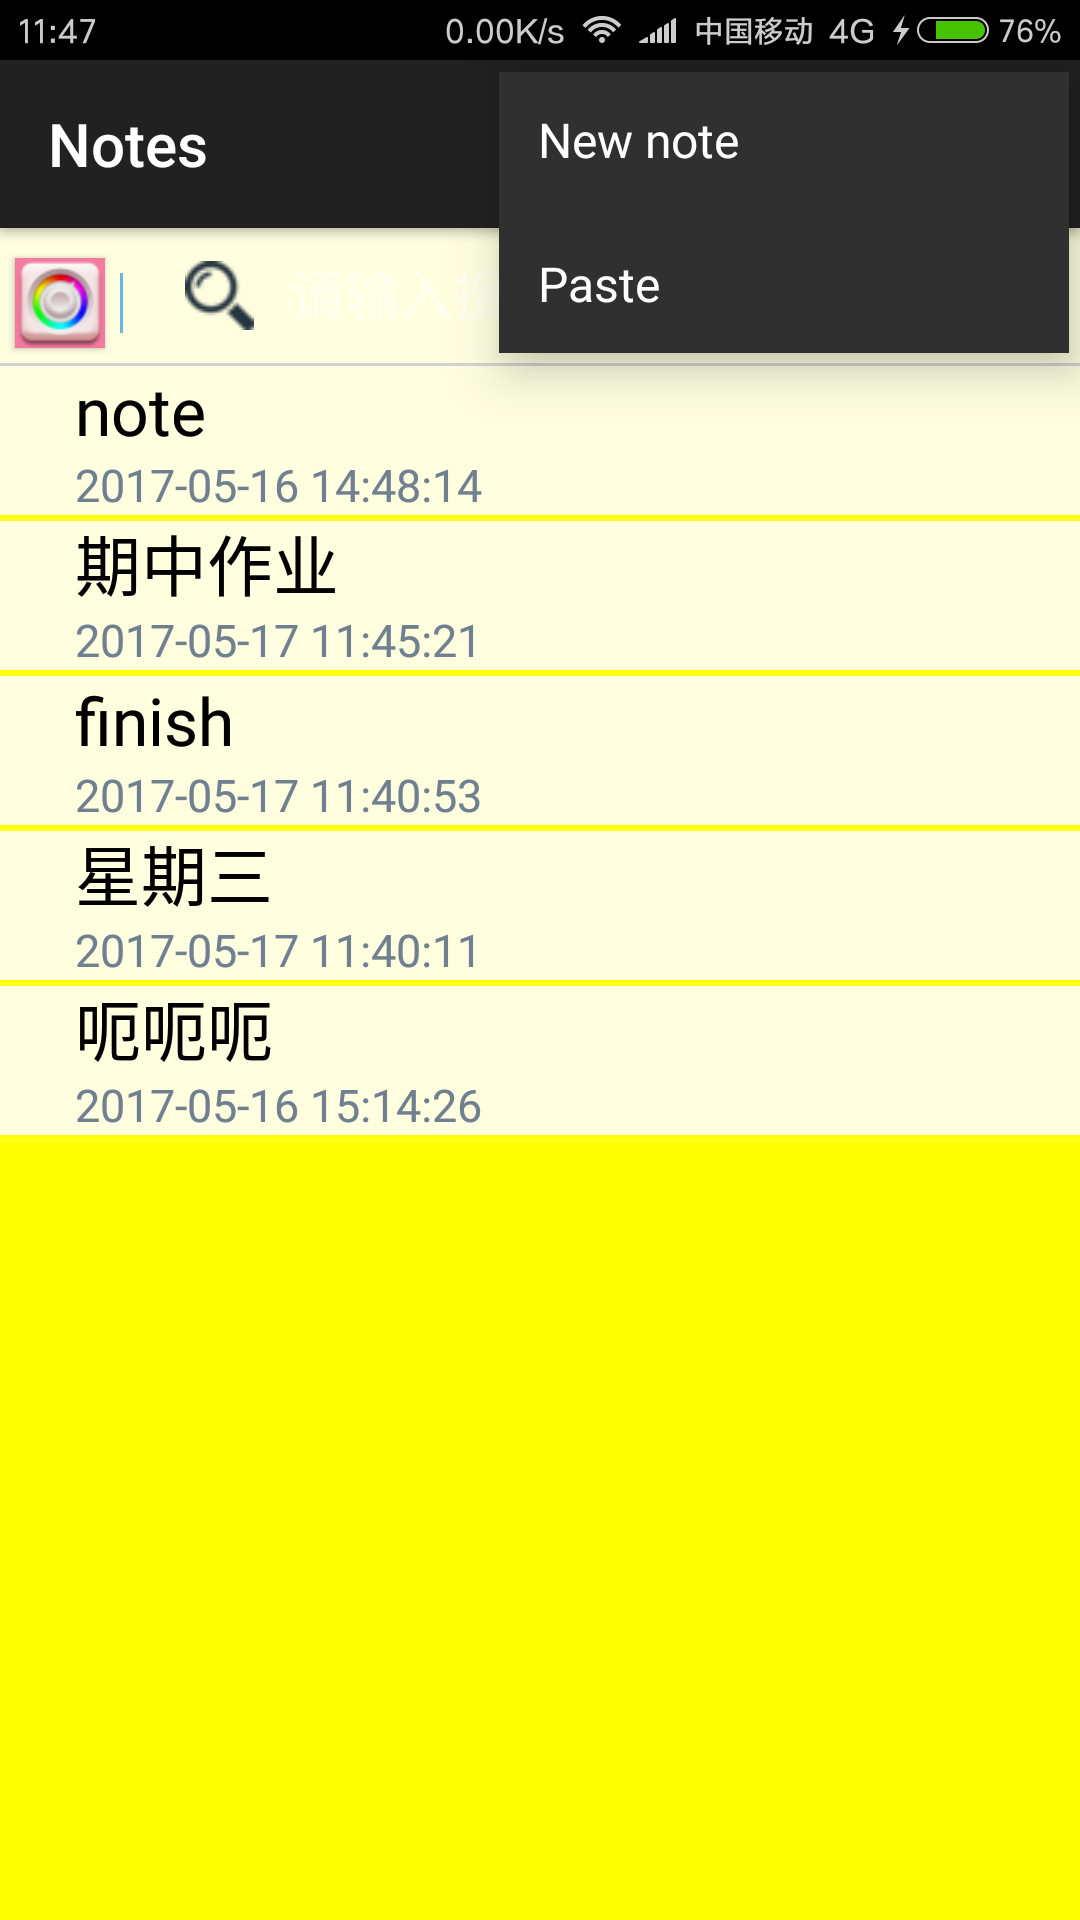 11:47 0.00K/s 中国移动 4G 76%
Notes
New note
Paste
请输入
note
2017-05-16 14:48:14
期中作业
2017-05-17 11:45:21
finish
2017-05-17 11:40:53
星期三
2017-05-17 11:40:11
呃呃呃
2017-05-16 15:14:26